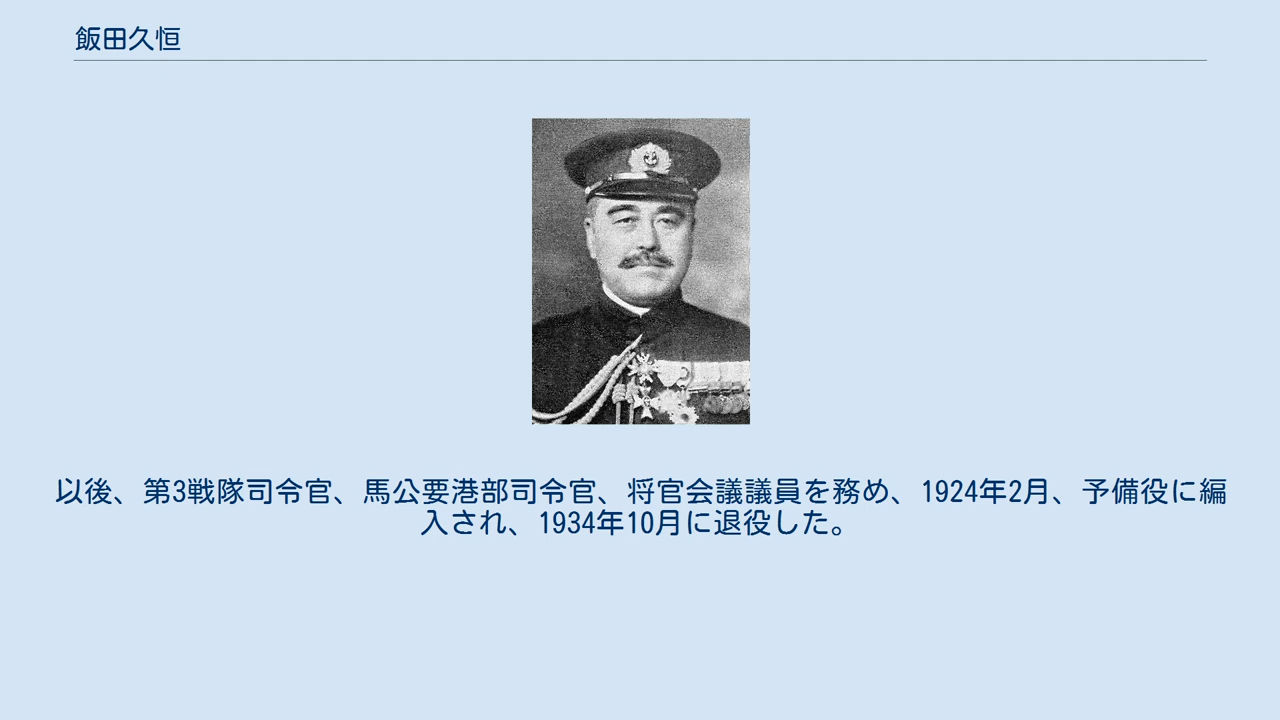 飯田久恒
以後、第3戦隊司令官、馬公要港部司令官、将官会議議員を務め、1924年2月、予備役に編
入され、1934年10月に退役した。